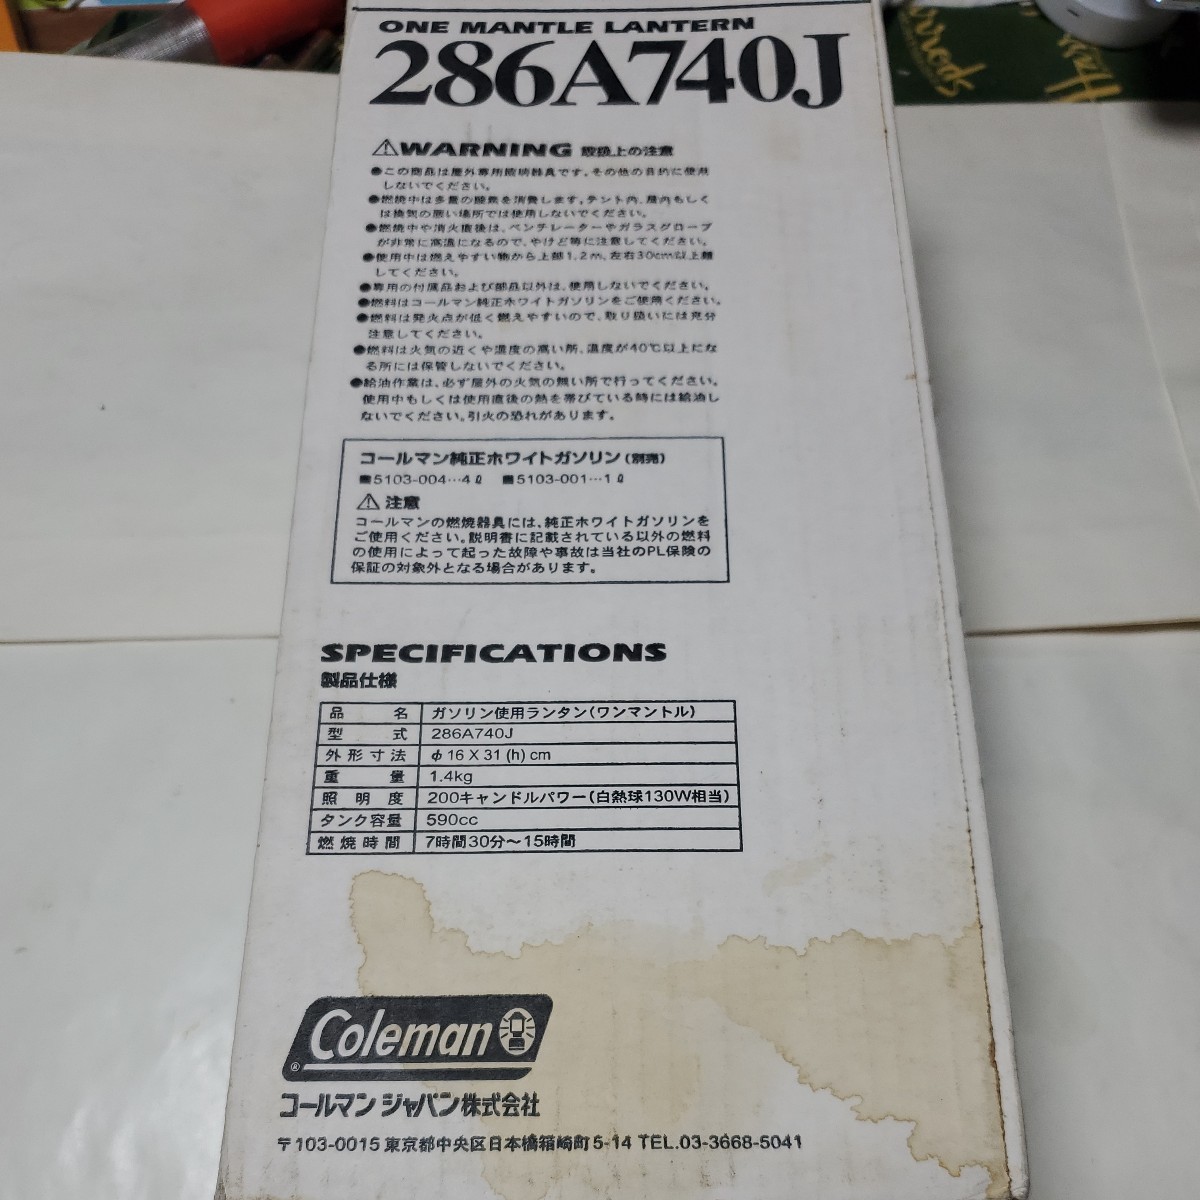 ONE MANTLE LANTERN
286A740J
⚠WARNING 取扱上の注意
●この商品は屋外専用照明器具です。その他の目的に使用
しないでください。
●燃焼中は多量の酸素を消費します。テント内、屋内もしく
は換気の悪い場所では使用しないでください。
●燃焼中や消火直後は、ベンチレーターやガラスグローブ
が非常に高温になるので、やけど等に注意してください。
●使用中は燃えやすい物から上部1.2m、左右30cm以上離
してください。
●専用の付属品および部品以外は、使用しないでください。
●燃料はコールマン純正ホワイトガソリンをご使用ください。
●燃料は発火点が低く燃えやすいので、取り扱いには充分
注意してください。
●燃料は火気の近くや温度の高い所、温度が40℃以上にな
る所には保管しないでください。
●給油作業は、必ず屋外の火気の無い所で行ってください。
使用中もしくは使用直後の熱を帯びている時には給油し
ないでください。引火の恐れがあります。
コールマン純正ホワイトガソリン(別売)
■5103-004…4ℓ ■5103-001…1ℓ
⚠注意
コールマンの燃焼器具には、純正ホワイトガソリンを
ご使用ください。説明書に記載されている以外の燃料
の使用によって起った故障や事故は当社のPL保険の
保証の対象外となる場合があります。
SPECIFICATIONS
製品仕様
品名 ガソリン使用ランタン(ワンマントル)
型式 286A740J
外形寸法 φ16 X 31 (h) cm
重量 1.4kg
照明度 200キャンドルパワー(白熱球130W相当)
タンク容量 590cc
燃焼時間 7時間30分〜15時間
Coleman
®
コールマン ジャパン株式会社
〒103-0015 東京都中央区日本橋箱崎町5-14 TEL.03-3668-5041